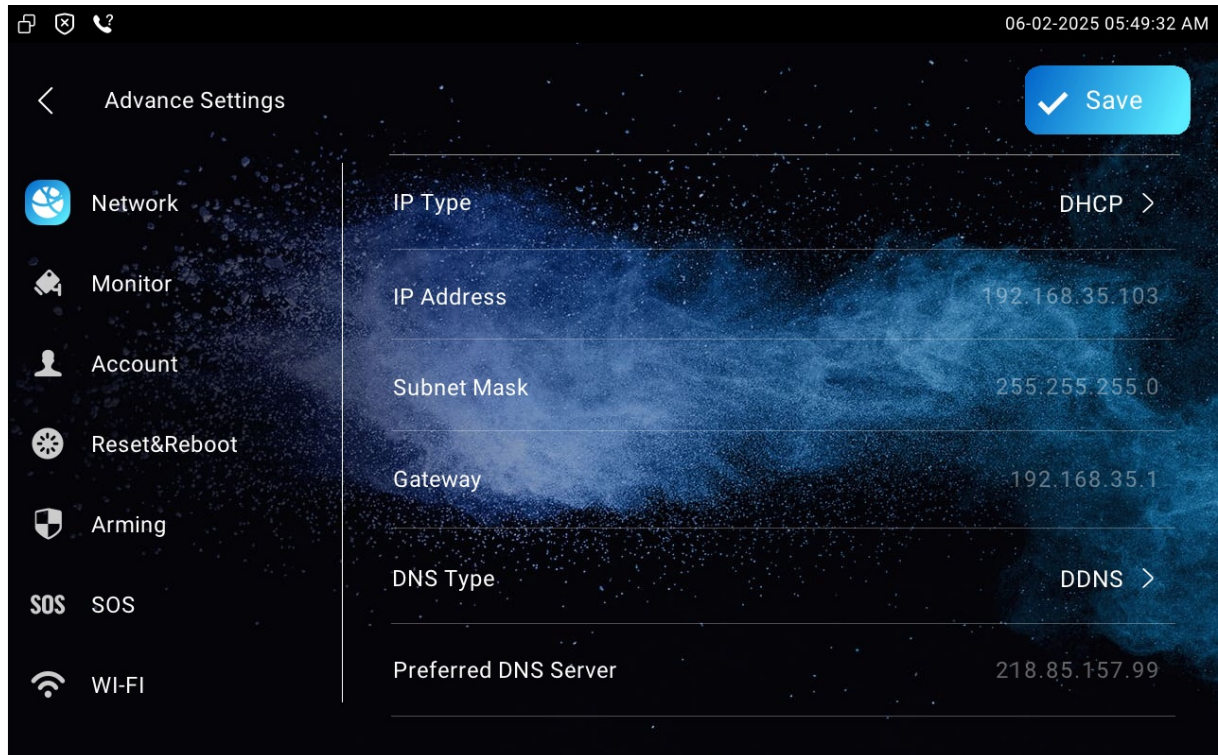 06-02-2025 05:49:32 AM
Advance Settings
Save
Network
Monitor
Account
Reset&Reboot
Arming
SOS SOS
WI-FI
IP Type DHCP
IP Address 192.168.35.103
Subnet Mask 255.255.255.0
Gateway 192.168.35.1
DNS Type DDNS
Preferred DNS Server 218.85.157.99